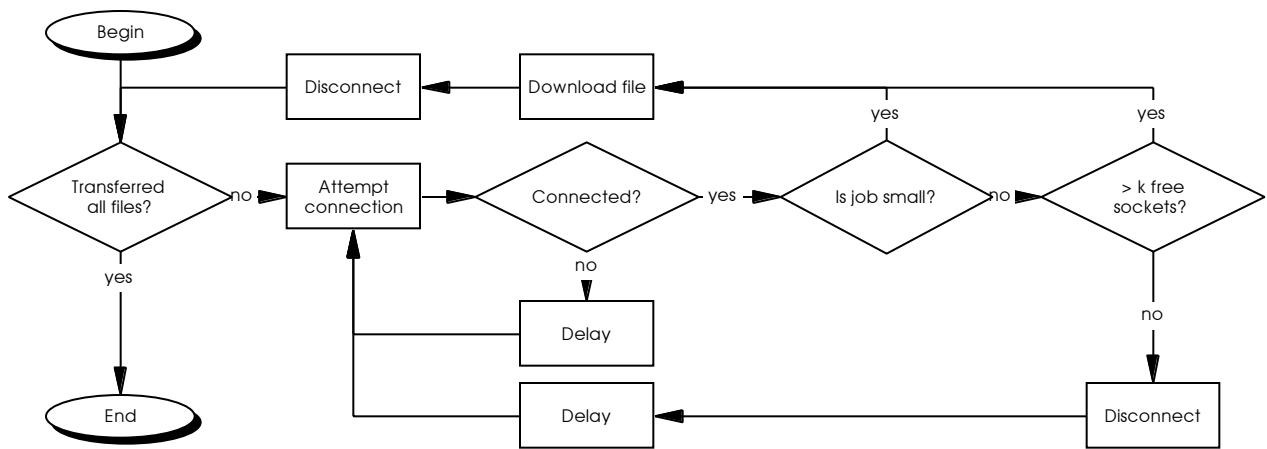 Begin
Disconnect
Download file
yes
yes
Transferred
all files?
no
Attempt
connection
Connected?
yes
Is job small?
no
> k free
sockets?
yes
no
no
Delay
End
Delay
Disconnect